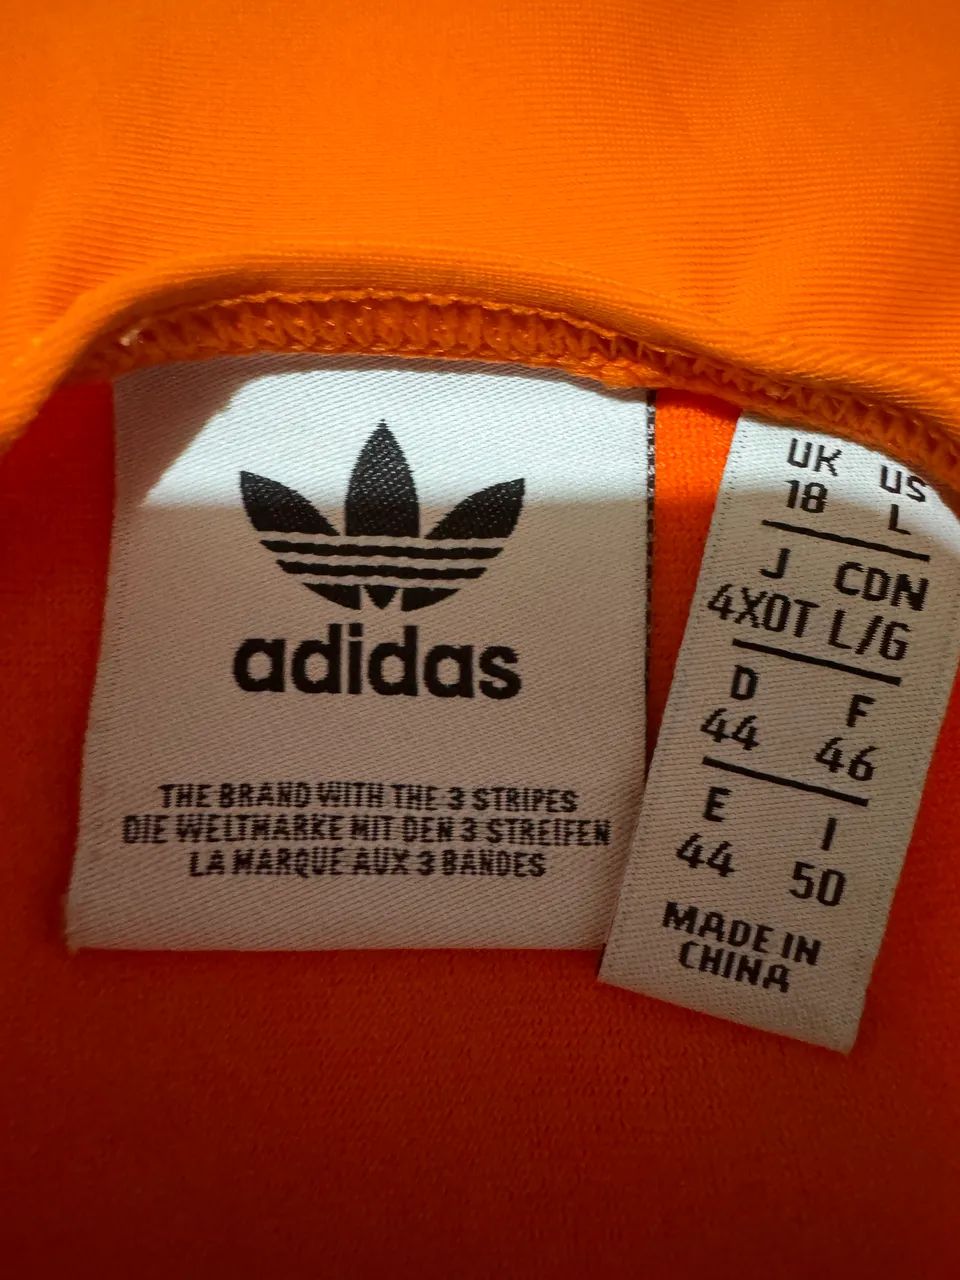 adidas
THE BRAND WITH THE 3 STRIPES
DIE WELTMARKE MIT DEN 3 STREIFEN
LA MARQUE AUX 3 BANDES
UK US
18 L
J CDN
4XOT L/G
D F
44 46
E I
44 50
MADE IN
CHINA